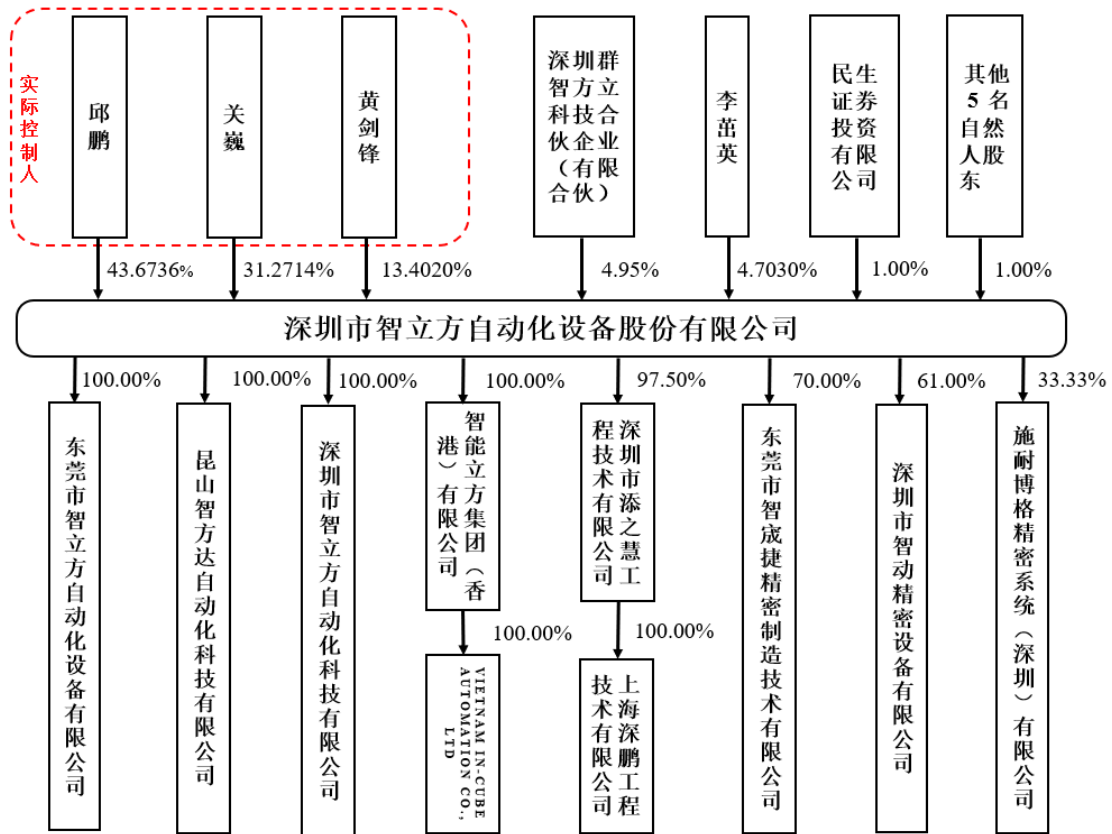 实际控制人
邱鹏
关巍
黄剑锋
深圳群
智方立
科技合
伙企业
（有限
合伙）
李茁英
民生
证券
投资
有限
公司
其他
5名
自然
人股
东
43.6736%
31.2714%
13.4020%
4.95%
4.7030%
1.00%
1.00%
深圳市智立方自动化设备股份有限公司
100.00%
100.00%
100.00%
100.00%
97.50%
70.00%
61.00%
33.33%
东莞市智立方自动化设备有限公司
昆山智方达自动化科技有限公司
深圳市智立方自动化科技有限公司
智能立方集团（香
港）有限公司
深圳市添之慧工
程技术有限公司
东莞市智宬捷精密制造技术有限公司
深圳市智动精密设备有限公司
施耐博格精密系统（深圳）有限公司
100.00%
100.00%
VIETNAM IN-CUBE
AUTOMATION CO.,
LTD
上海深鹏工程
技术有限公司